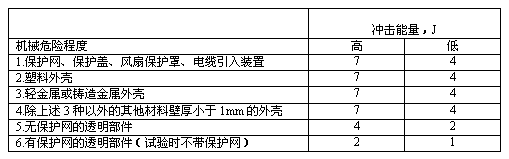 冲击能量，J
机械危险程度 高 低
1.保护网、保护盖、风扇保护罩、电缆引入装置 7 4
2.塑料外壳 7 4
3.轻金属或铸造金属外壳 7 4
4.除上述3种以外的其他材料壁厚小于1mm的外壳 7 4
5.无保护网的透明部件 4 2
6.有保护网的透明部件（试验时不带保护网） 2 1